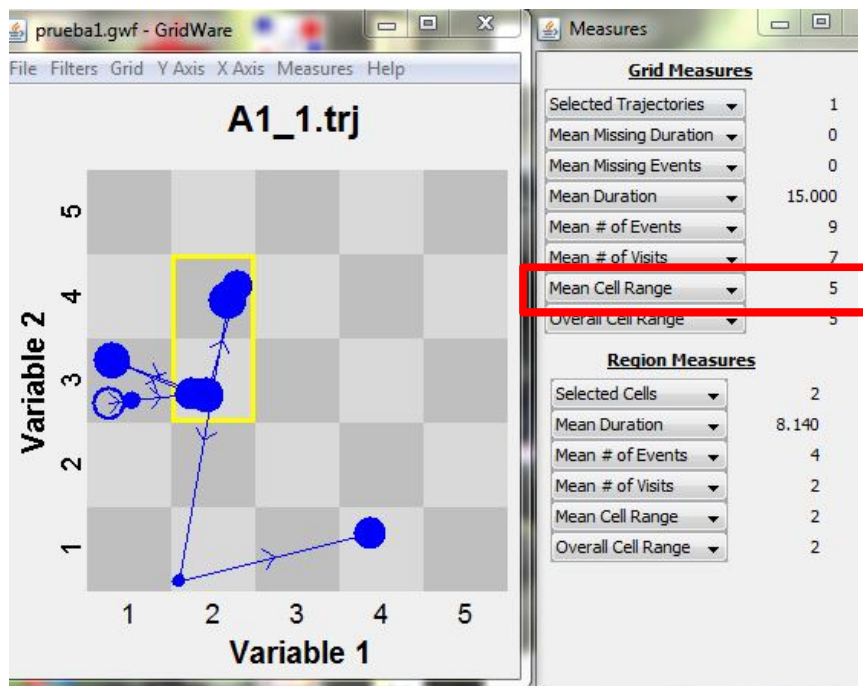 prueba1.gwf - GridWare
File Filters Grid Y Axis X Axis Measures Help
A1_1.trj
Variable 2
5
4
3
2
1
1 2 3 4 5
Variable 1
Measures
Grid Measures
Selected Trajectories 1
Mean Missing Duration 0
Mean Missing Events 0
Mean Duration 15.000
Mean # of Events 9
Mean # of Visits 7
Mean Cell Range 5
Overall Cell Range 5
Region Measures
Selected Cells 2
Mean Duration 8.140
Mean # of Events 4
Mean # of Visits 2
Mean Cell Range 2
Overall Cell Range 2